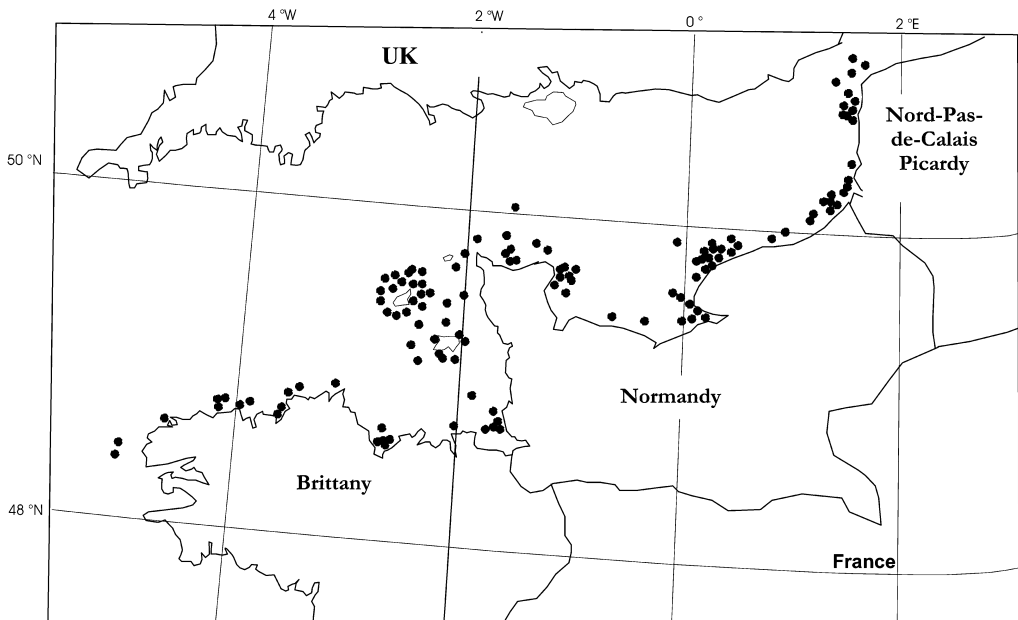 4 °W
2 °W
0 °
2 °E
UK
Nord-Pas-
de-Calais
Picardy
50 °N
Normandy
Brittany
48 °N
France